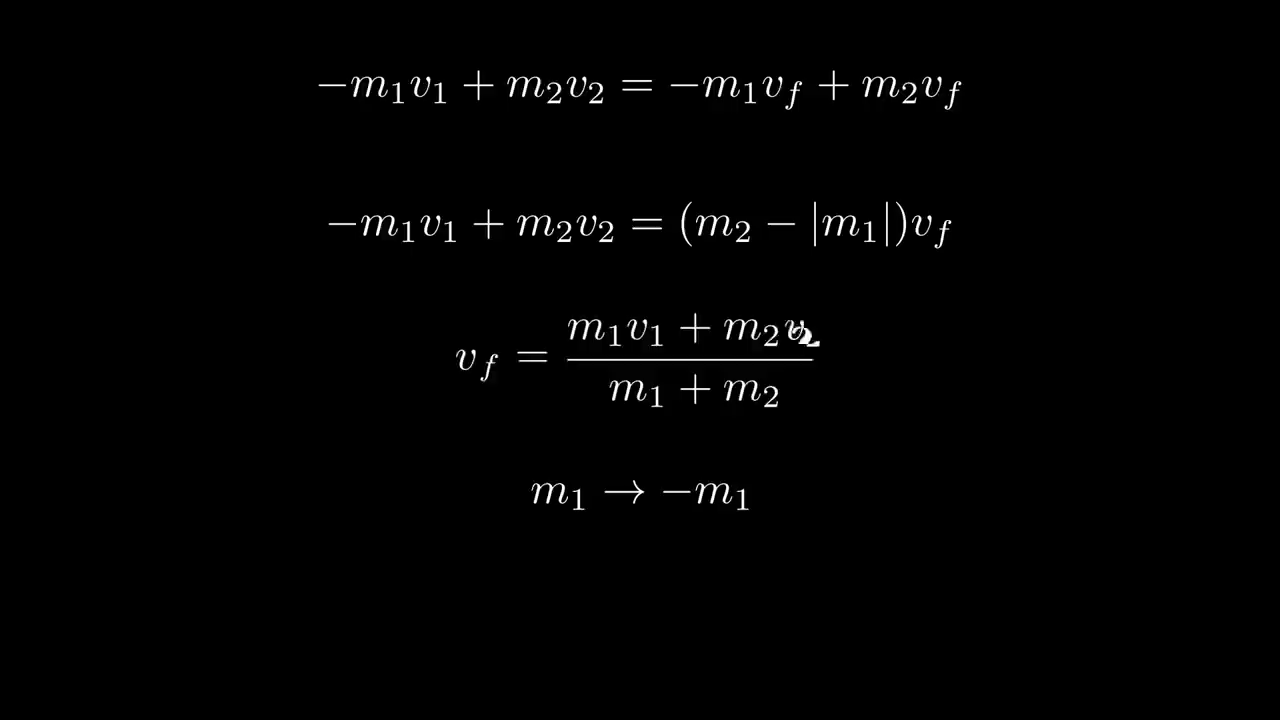 −m₁v₁ + m₂v₂ = −m₁v_f + m₂v_f
−m₁v₁ + m₂v₂ = (m₂ − |m₁|)v_f
v_f = (m₁v₁ + m₂v₂)/(m₁ + m₂)
m₁ → −m₁